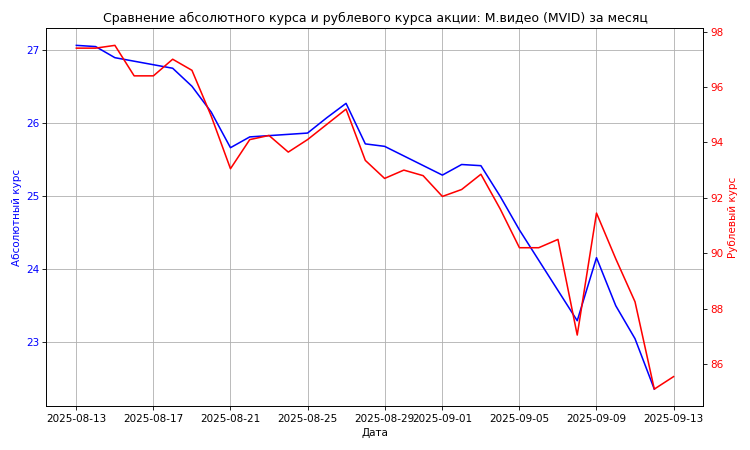 Сравнение абсолютного курса и рублевого курса акции: М.видео (MVID) за месяц
27
26
25
24
23
Абсолютный курс
98
96
94
92
90
88
86
Рублевый курс
2025-08-13 2025-08-17 2025-08-21 2025-08-25 2025-08-29 2025-09-01 2025-09-05 2025-09-09 2025-09-13
Дата